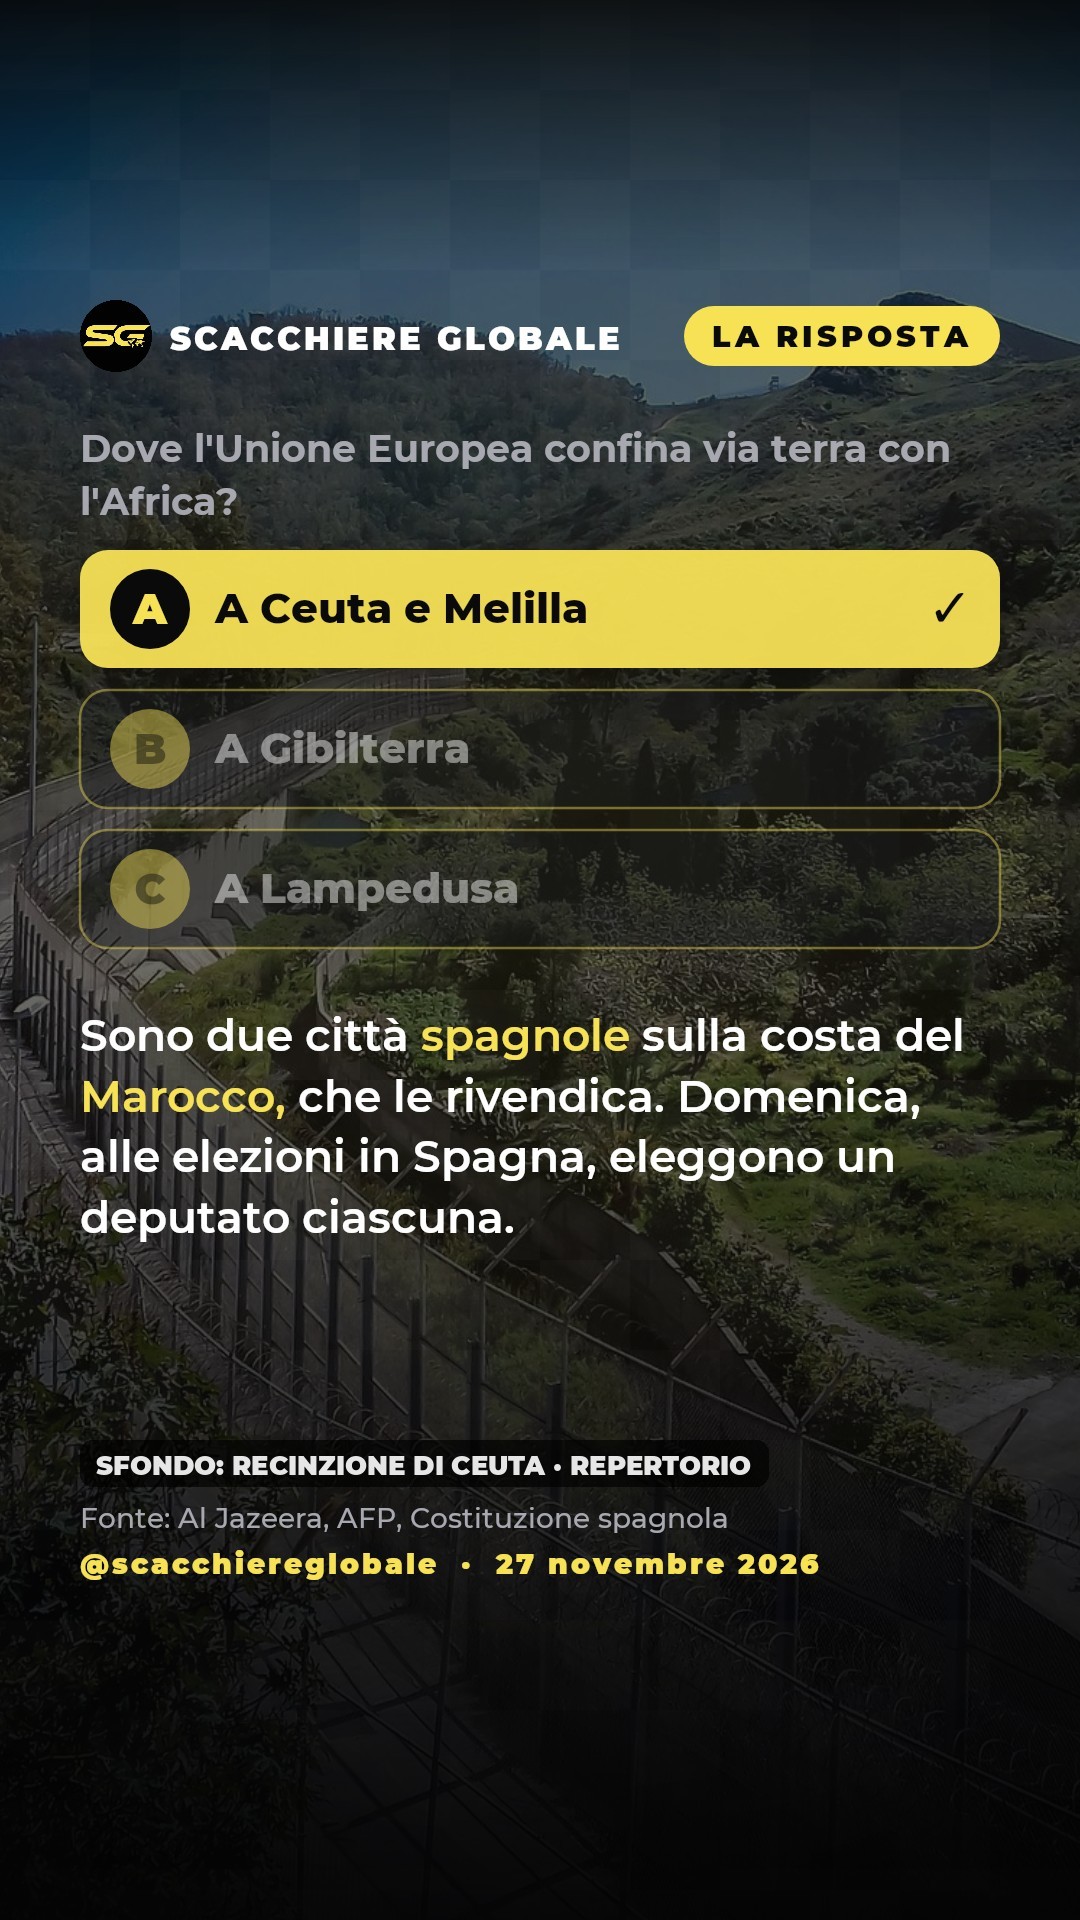 SG
SCACCHIERE GLOBALE
LA RISPOSTA
Dove l'Unione Europea confina via terra con
l'Africa?
A A Ceuta e Melilla ✓
B A Gibilterra
C A Lampedusa
Sono due città spagnole sulla costa del
Marocco, che le rivendica. Domenica,
alle elezioni in Spagna, eleggono un
deputato ciascuna.
SFONDO: RECINZIONE DI CEUTA • REPERTORIO
Fonte: Al Jazeera, AFP, Costituzione spagnola
@scacchiereglobale • 27 novembre 2026